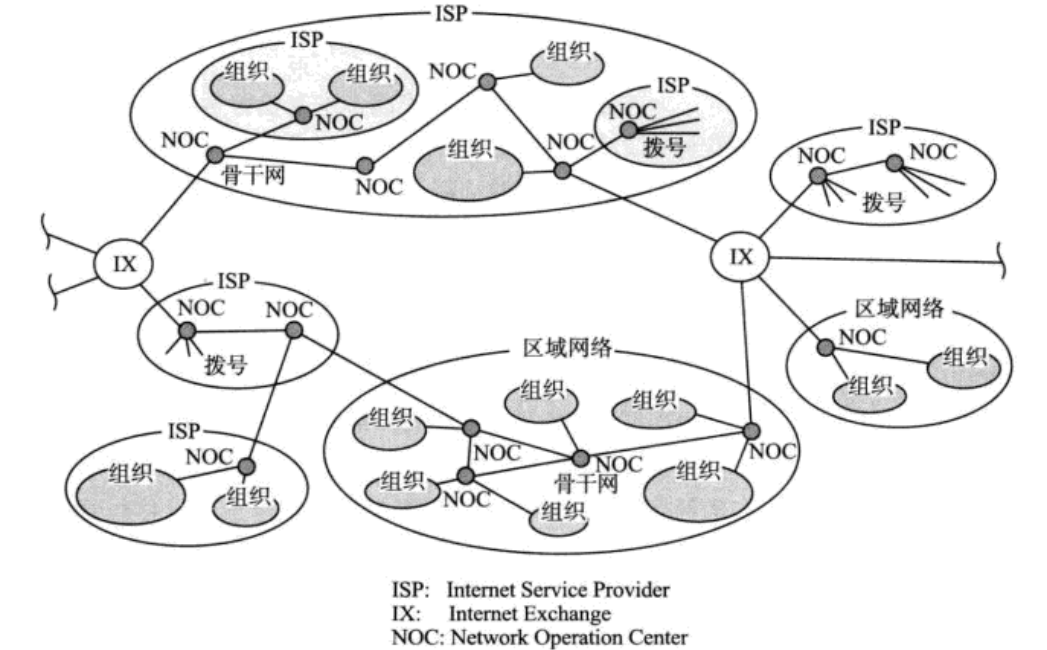 ISP
ISP
组织
组织
NOC
NOC
组织
ISP
NOC
拨号
NOC
NOC
组织
骨干网
NOC
ISP
NOC
NOC
拨号
IX
IX
ISP
NOC
NOC
拨号
区域网络
NOC
组织
组织
区域网络
组织
组织
组织
NOC
NOC
骨干网
NOC
组织
NOC
组织
组织
ISP
NOC
组织
组织
ISP: Internet Service Provider
IX: Internet Exchange
NOC: Network Operation Center